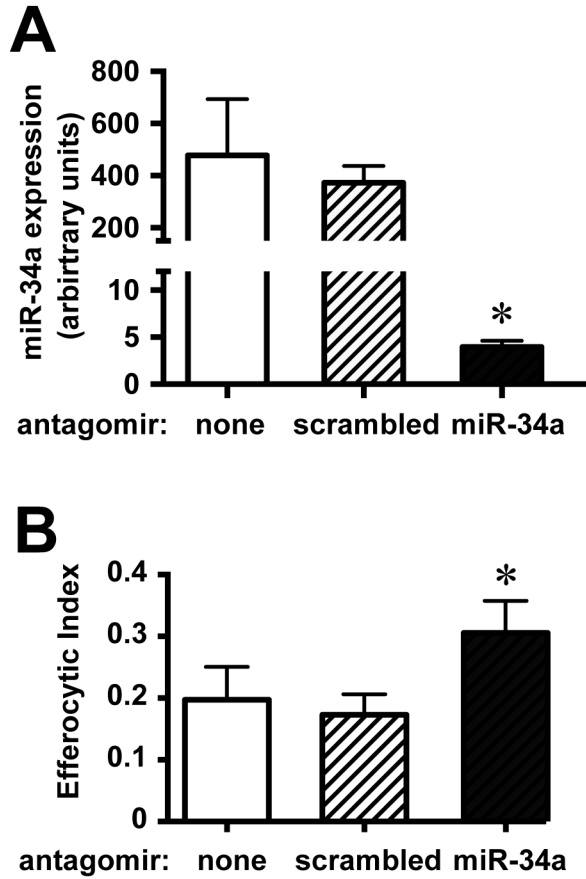 A
miR-34a expression
(arbirtrary units)
800
600
400
200
10
5
0
*
antagomir: none scrambled miR-34a
B
Efferocytic Index
0.4
0.3
0.2
0.1
0
*
antagomir: none scrambled miR-34a